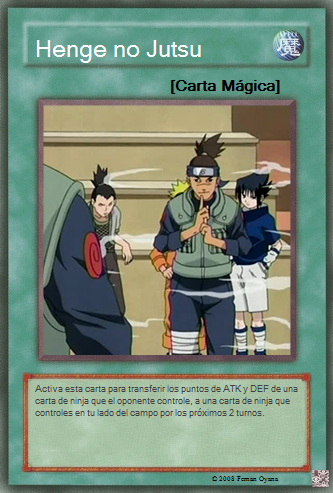 Henge no Jutsu
魔
[Carta Mágica]
Activa esta carta para transferir los puntos de ATK y DEF de una
carta de ninja que el oponente controle, a una carta de ninja que
controles en tu lado del campo por los próximos 2 turnos.
© 2008 Fernan Oyana